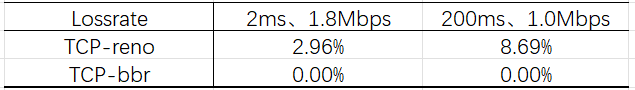 Lossrate 2ms、1.8Mbps 200ms、1.0Mbps
TCP-reno 2.96% 8.69%
TCP-bbr 0.00% 0.00%